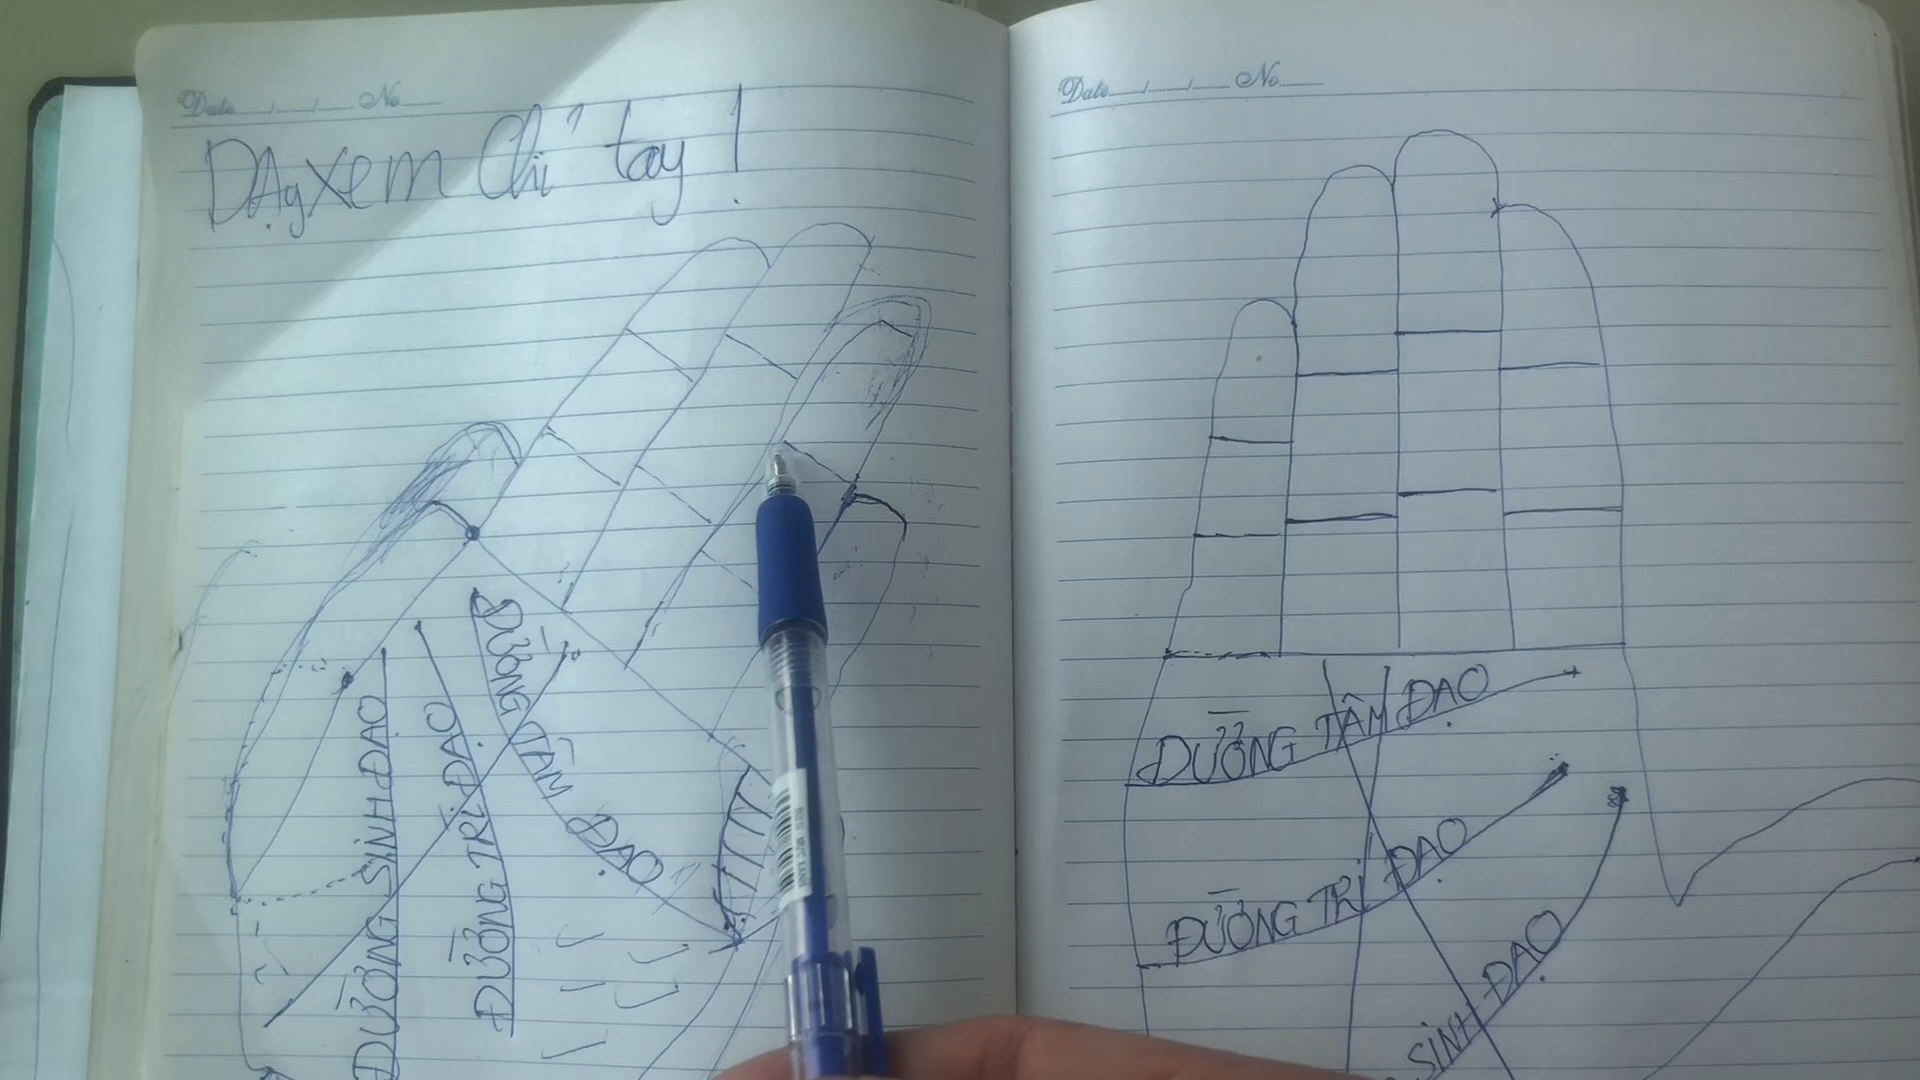 Date / / No
DẠy xem Chỉ tay !
ĐƯỜNG SINH ĐẠO
ĐƯỜNG TRÍ ĐẠO
ĐƯỜNG TÂM ĐẠO
Date / / No
ĐƯỜNG TÂM ĐẠO
ĐƯỜNG TRÍ ĐẠO
SINH ĐẠO